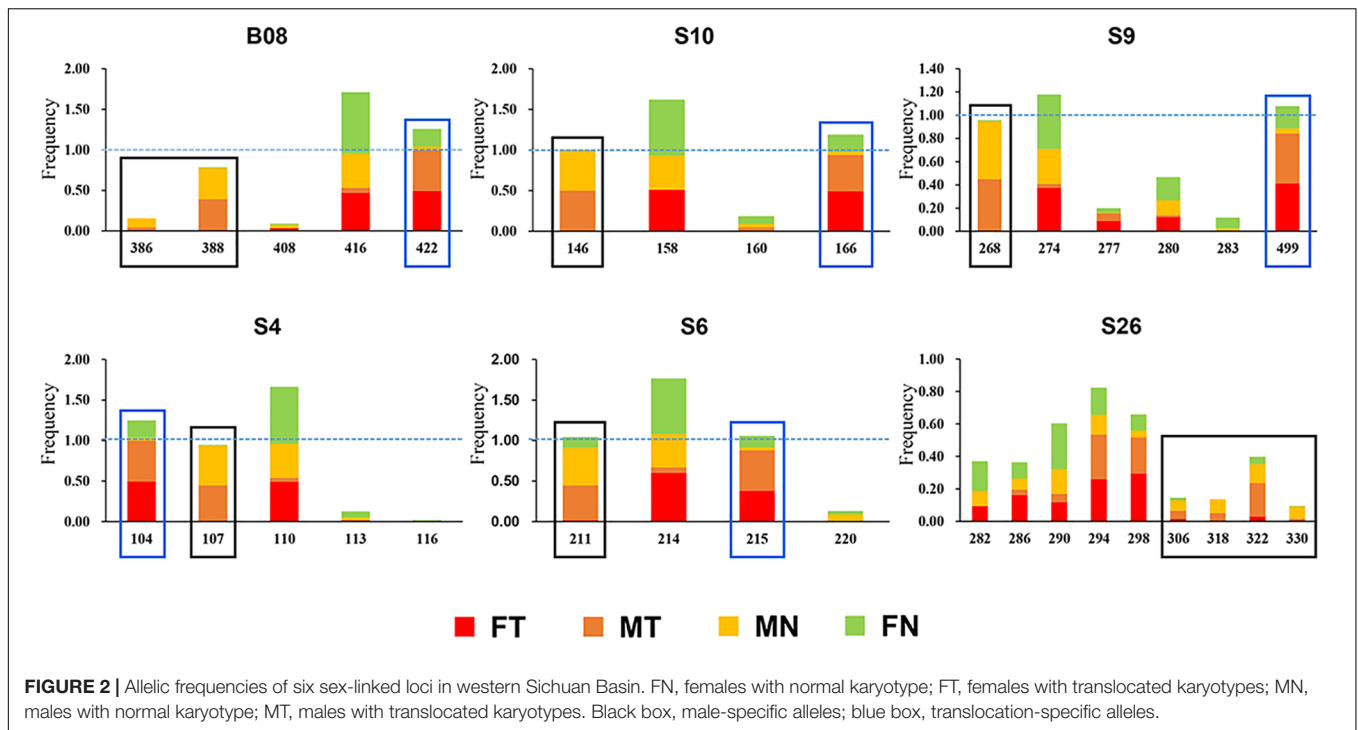 B08
S10
S9
Frequency
2.00
1.50
1.00
0.50
0.00
386 388 408 416 422
Frequency
2.00
1.50
1.00
0.50
0.00
146 158 160 166
Frequency
1.40
1.20
1.00
0.80
0.60
0.40
0.20
0.00
268 274 277 280 283 499
S4
S6
S26
Frequency
2.00
1.50
1.00
0.50
0.00
104 107 110 113 116
Frequency
2.00
1.50
1.00
0.50
0.00
211 214 215 220
Frequency
1.00
0.80
0.60
0.40
0.20
0.00
282 286 290 294 298 306 318 322 330
FT MT MN FN
FIGURE 2 | Allelic frequencies of six sex-linked loci in western Sichuan Basin. FN, females with normal karyotype; FT, females with translocated karyotypes; MN,
males with normal karyotype; MT, males with translocated karyotypes. Black box, male-specific alleles; blue box, translocation-specific alleles.